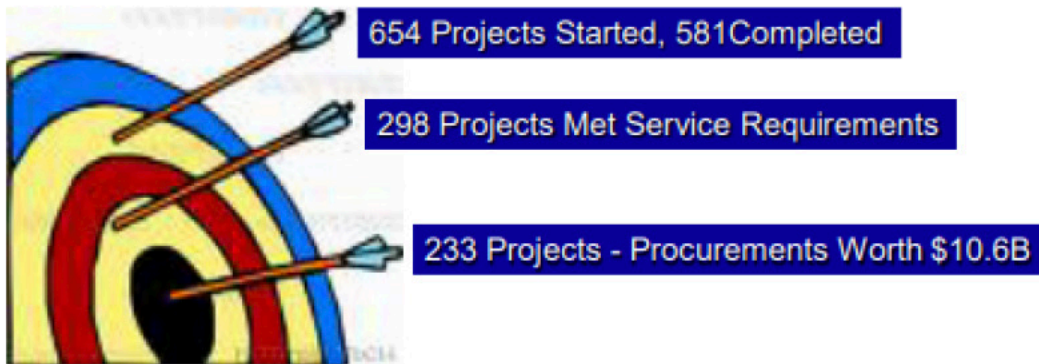 654 Projects Started, 581Completed
298 Projects Met Service Requirements
233 Projects - Procurements Worth $10.6B